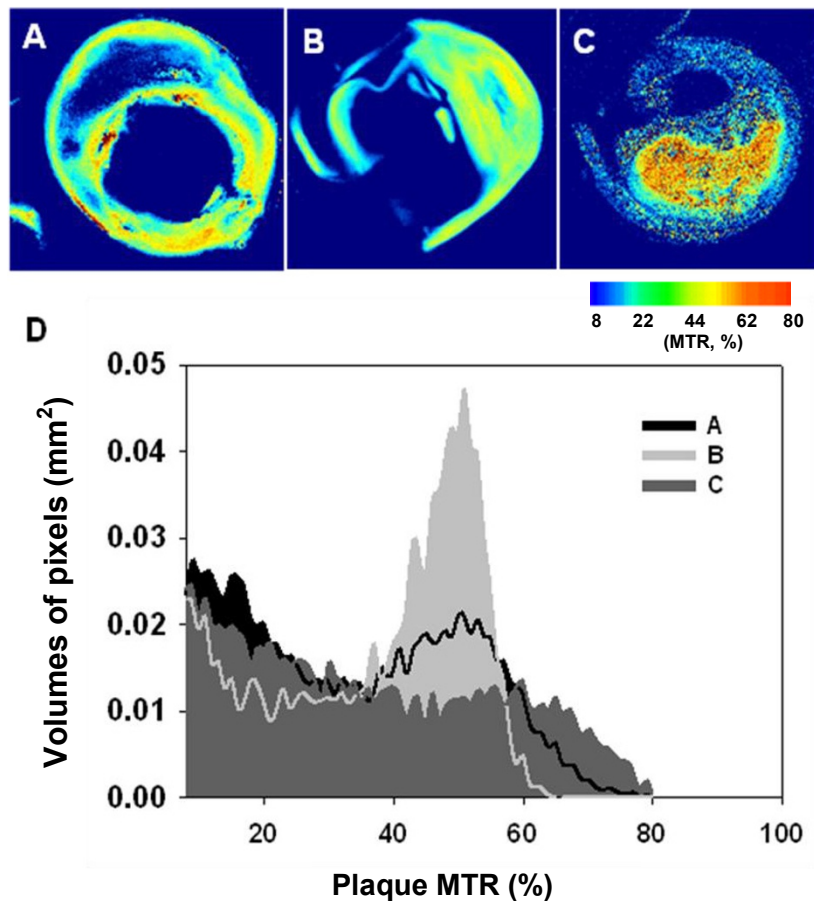 A B C
8 22 44 62 80
(MTR, %)
D
0.05
0.04
0.03
0.02
0.01
0.00
Volumes of pixels (mm²)
A
B
C
20 40 60 80 100
Plaque MTR (%)